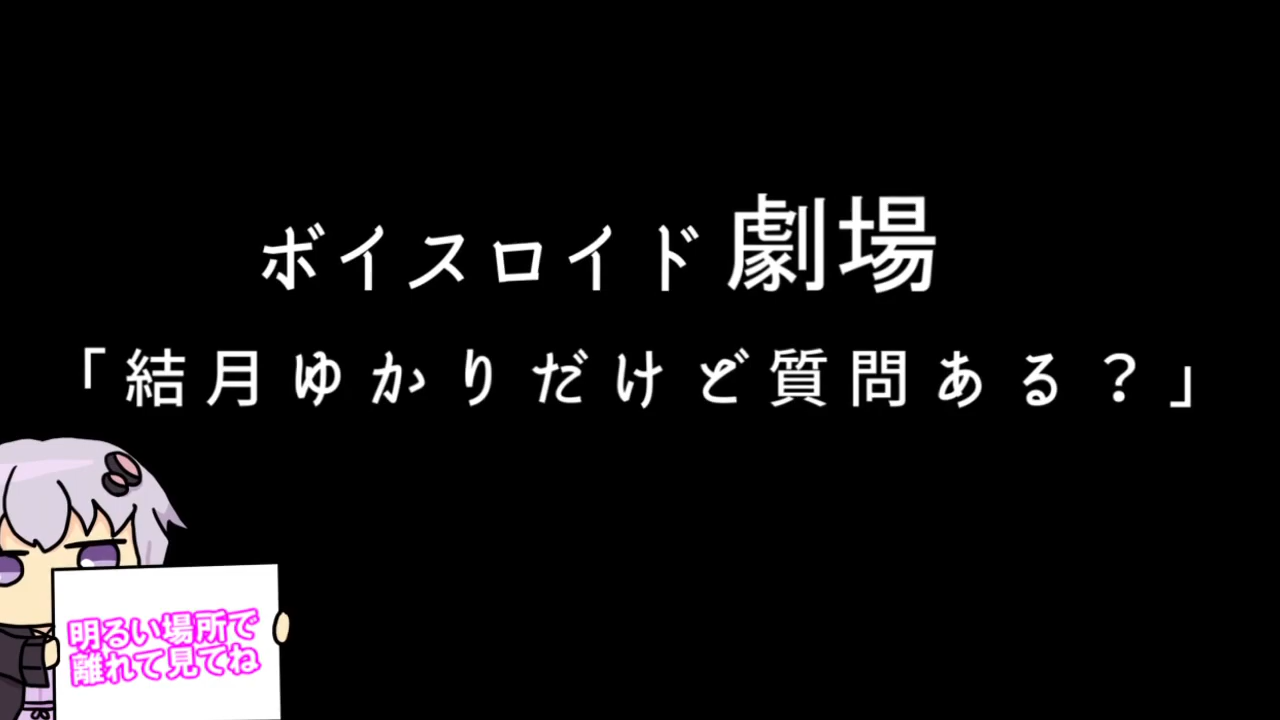 ボイスロイド劇場
「結月ゆかりだけど質問ある？」
明るい場所で
離れて見てね